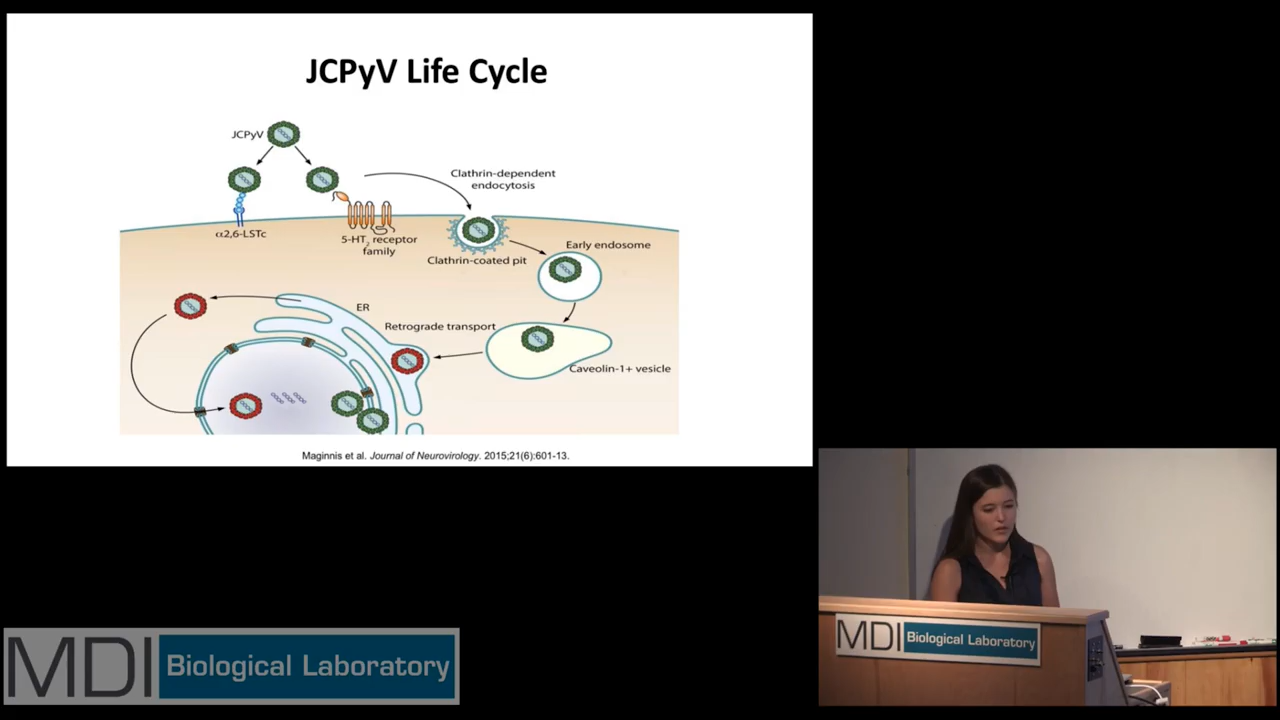 JCPyV Life Cycle
JCPyV
Clathrin-dependent
endocytosis
α2,6-LSTc
5-HT2 receptor
family
Clathrin-coated pit
Early endosome
ER
Retrograde transport
Caveolin-1+ vesicle
Maginnis et al. Journal of Neurovirology. 2015;21(6):601-13.
MDI Biological Laboratory
MDI Biological Laboratory